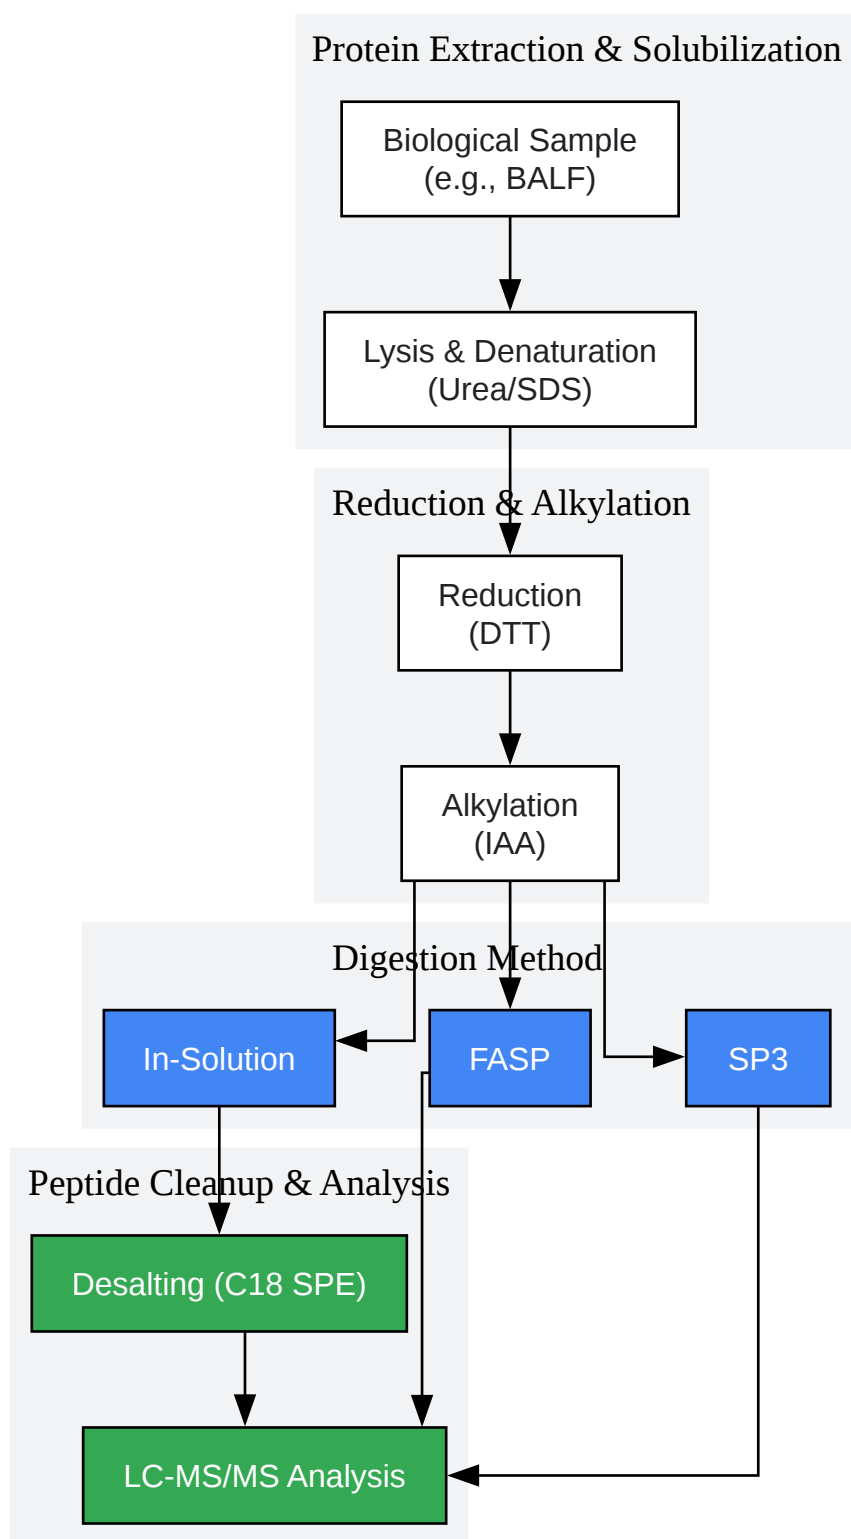 Protein Extraction & Solubilization
Biological Sample
(e.g., BALF)
Lysis & Denaturation
(Urea/SDS)
Reduction & Alkylation
Reduction
(DTT)
Alkylation
(IAA)
Digestion Method
In-Solution
FASP
SP3
Peptide Cleanup & Analysis
Desalting (C18 SPE)
LC-MS/MS Analysis